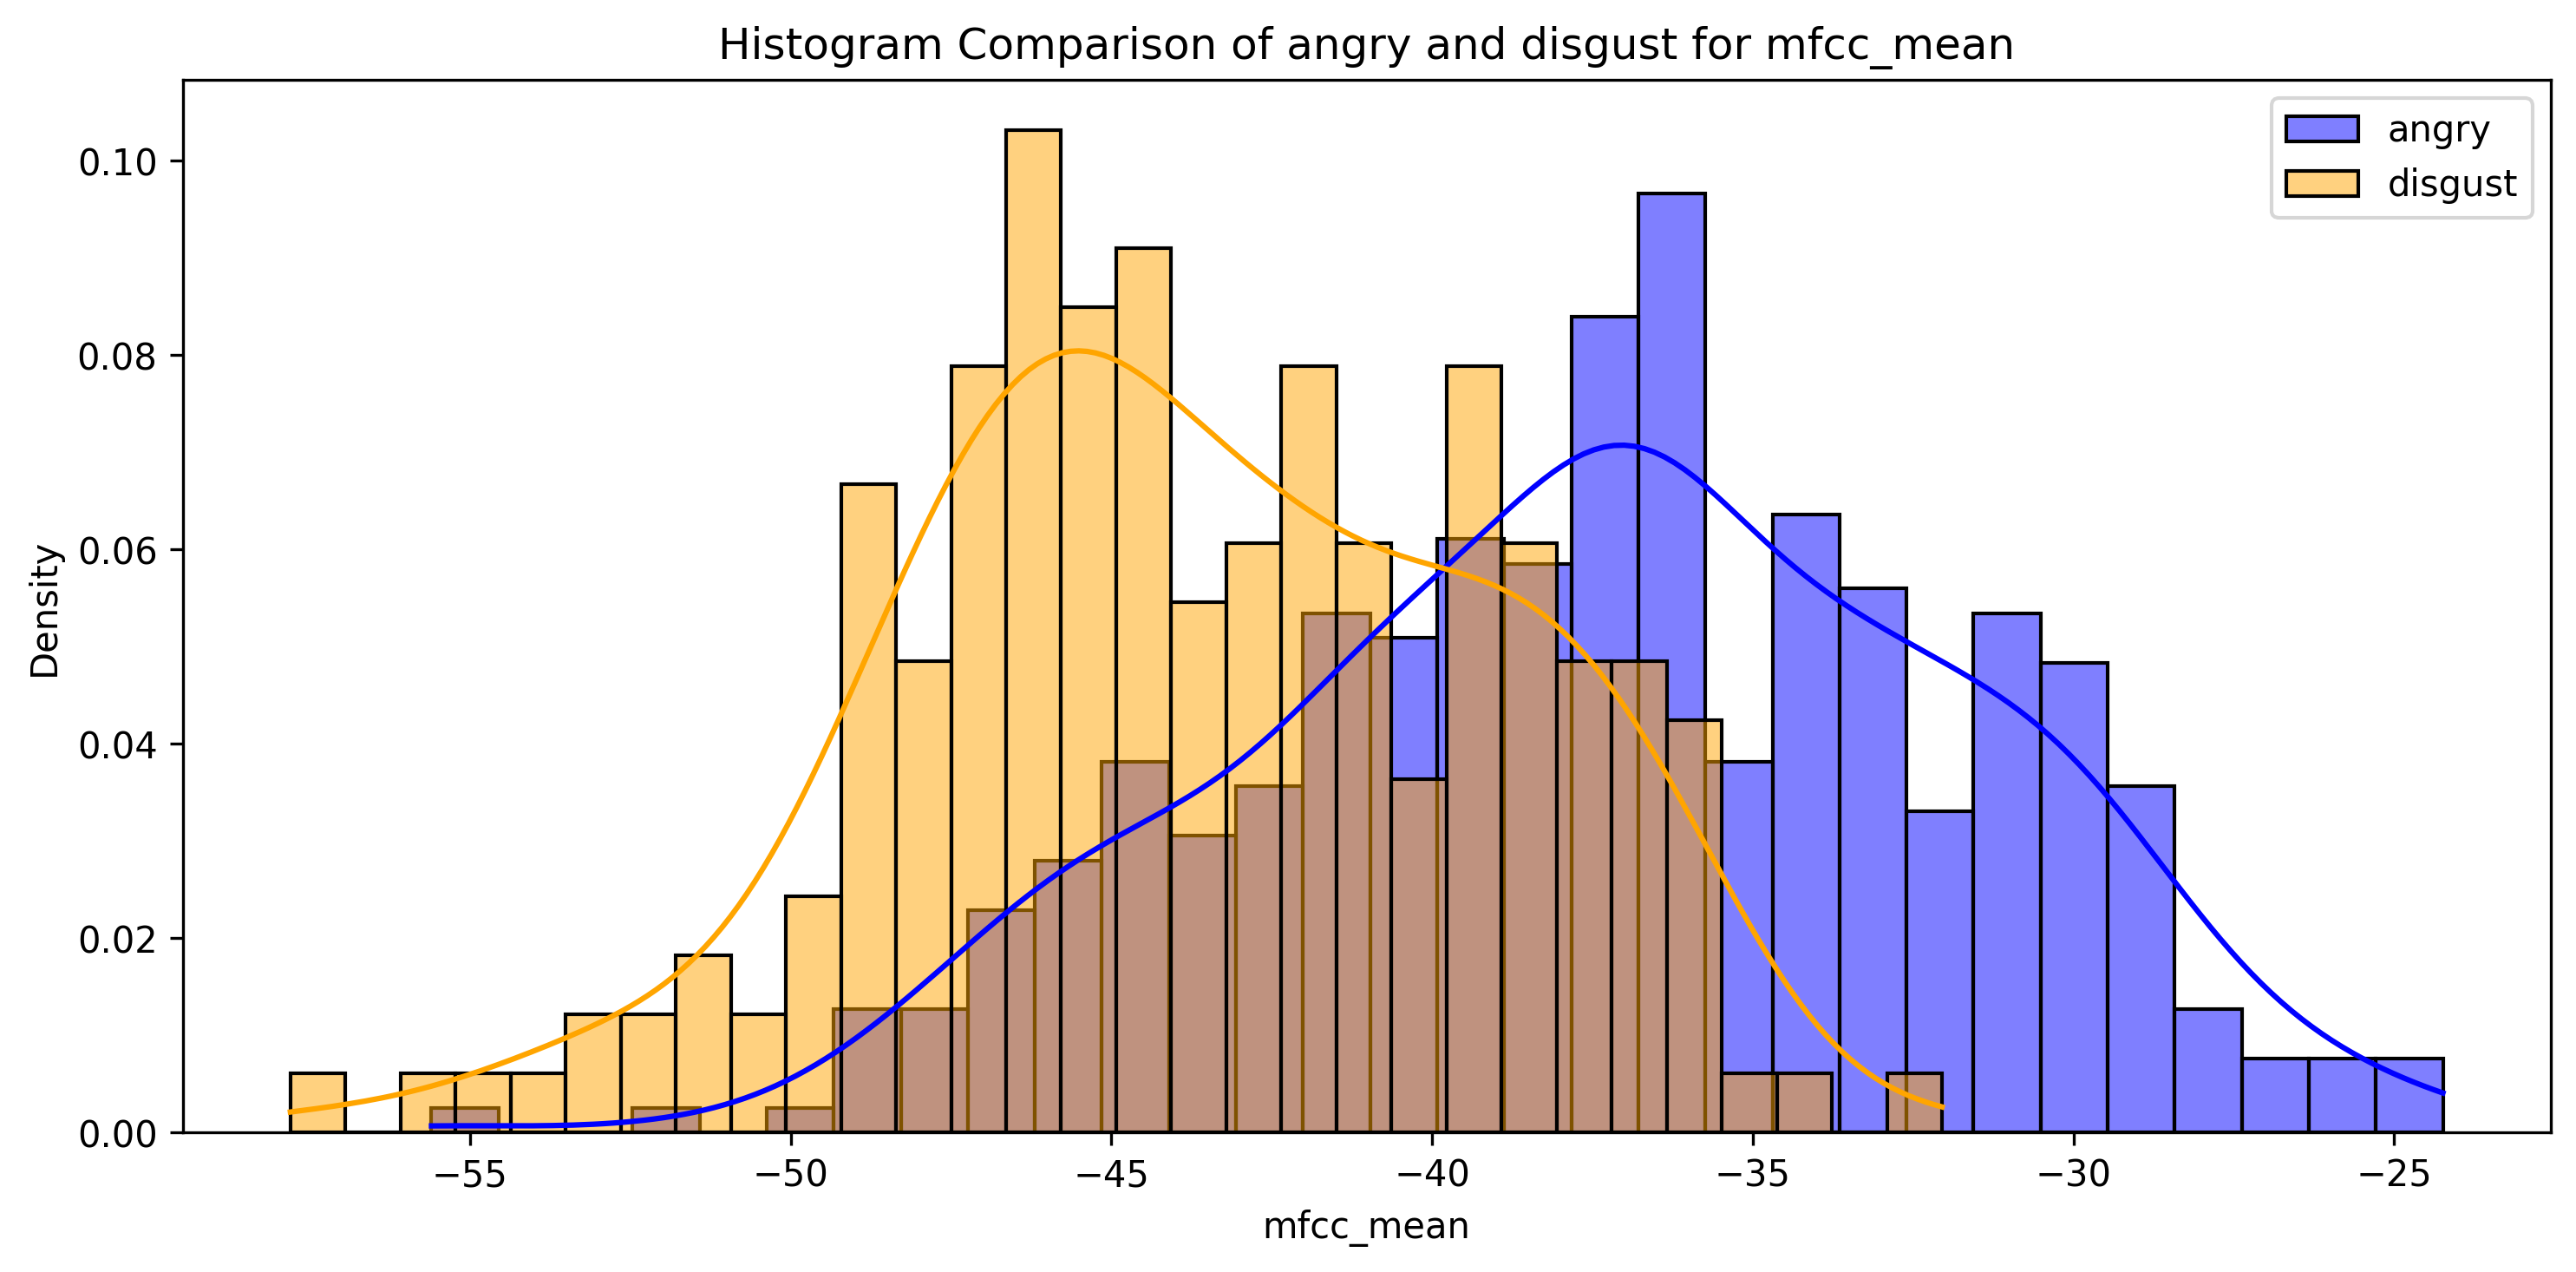 Histogram Comparison of angry and disgust for mfcc_mean
angry
disgust
Density
0.10
0.08
0.06
0.04
0.02
0.00
−55
−50
−45
−40
−35
−30
−25
mfcc_mean